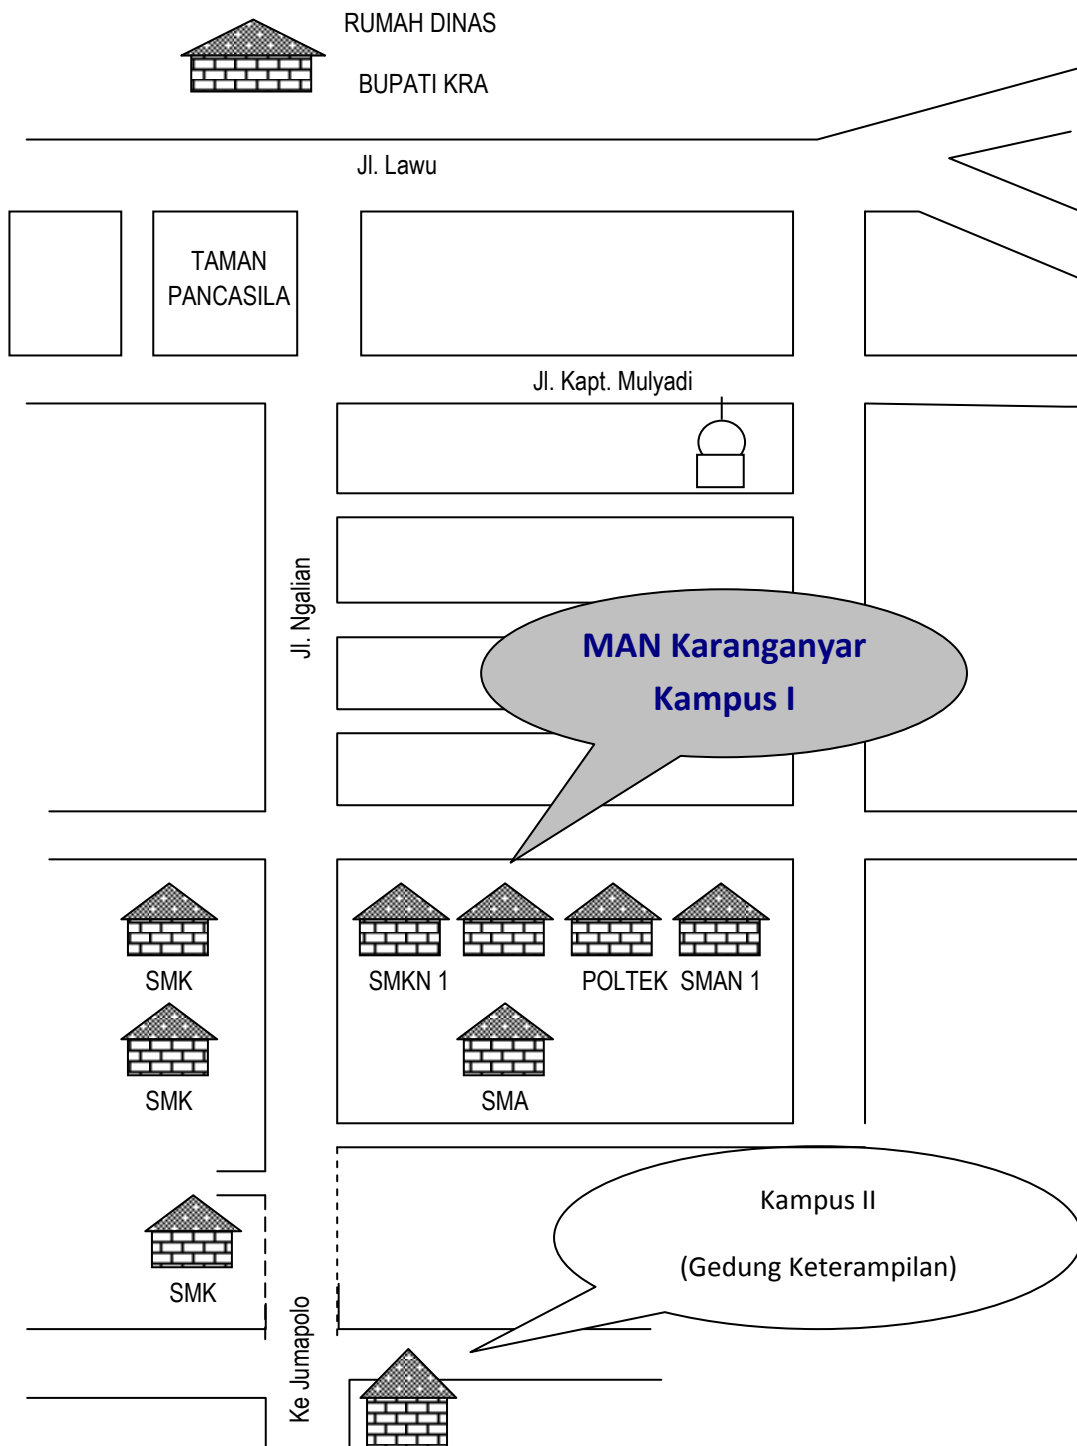 RUMAH DINAS
BUPATI KRA
Jl. Lawu
TAMAN
PANCASILA
Jl. Kapt. Mulyadi
Jl. Ngalian
MAN Karanganyar
Kampus I
SMK
SMKN 1
POLTEK
SMAN 1
SMK
SMA
Kampus II
(Gedung Keterampilan)
SMK
Ke Jumapolo